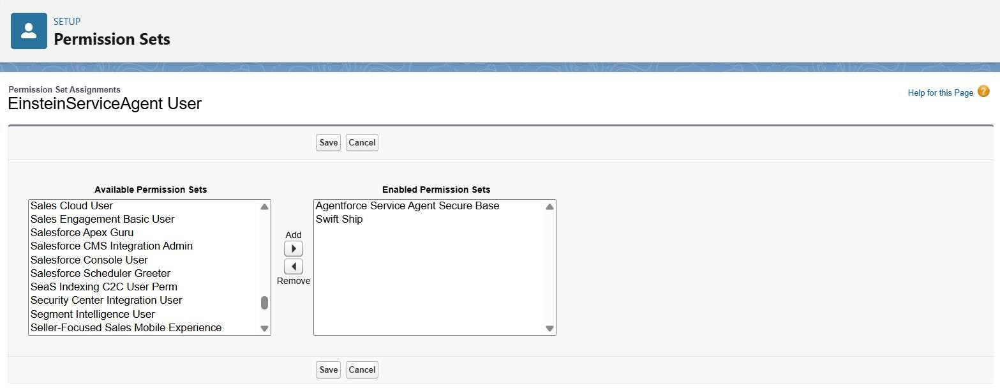 SETUP
Permission Sets
Permission Set Assignments
EinsteinServiceAgent User
Help for this Page ?
Save Cancel
Available Permission Sets
Sales Cloud User
Sales Engagement Basic User
Salesforce Apex Guru
Salesforce CMS Integration Admin
Salesforce Console User
Salesforce Scheduler Greeter
SeaS Indexing C2C User Perm
Security Center Integration User
Segment Intelligence User
Seller-Focused Sales Mobile Experience
Add
Remove
Enabled Permission Sets
Agentforce Service Agent Secure Base
Swift Ship
Save Cancel